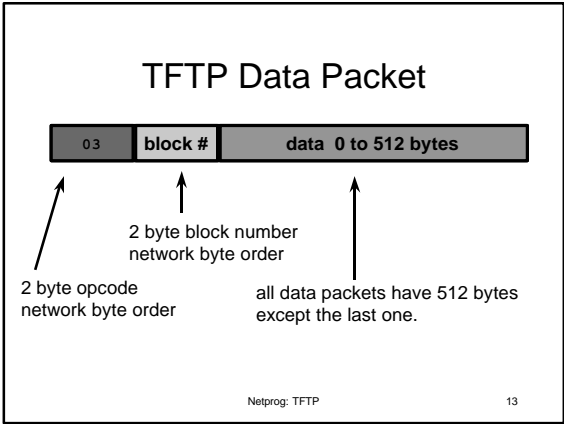 TFTP Data Packet
03 block # data 0 to 512 bytes
2 byte block number
network byte order
2 byte opcode
network byte order
all data packets have 512 bytes
except the last one.
Netprog: TFTP 13